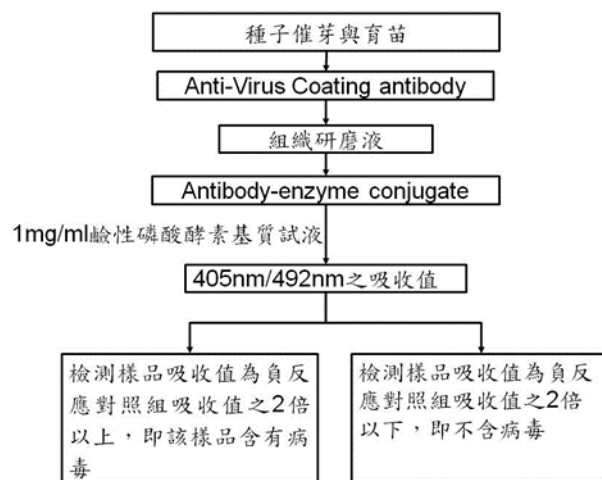 種子催芽與育苗
Anti-Virus Coating antibody
組織研磨液
Antibody-enzyme conjugate
1mg/ml鹼性磷酸酵素基質試液
405nm/492nm之吸收值
檢測樣品吸收值為負反
應對照組吸收值之2倍
以上，即該樣品含有病
毒
檢測樣品吸收值為負反
應對照組吸收值之2倍
以下，即不含病毒